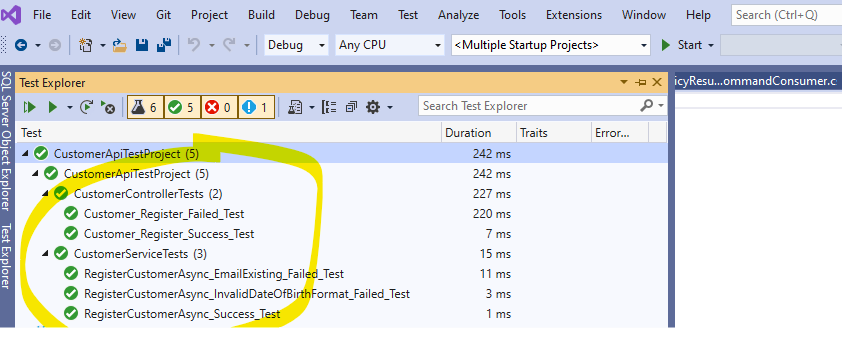 File Edit View Git Project Build Debug Team Test Analyze Tools Extensions Window Help Search (Ctrl+Q)
Debug Any CPU <Multiple Startup Projects> Start
SQL Server Object Explorer
Test Explorer
Test Explorer
icyResu...ommandConsumer.c
6 5 0 1 Search Test Explorer
Test Duration Traits Error...
CustomerApiTestProject (5) 242 ms
CustomerApiTestProject (5) 242 ms
CustomerControllerTests (2) 227 ms
Customer_Register_Failed_Test 220 ms
Customer_Register_Success_Test 7 ms
CustomerServiceTests (3) 15 ms
RegisterCustomerAsync_EmailExisting_Failed_Test 11 ms
RegisterCustomerAsync_InvalidDateOfBirthFormat_Failed_Test 3 ms
RegisterCustomerAsync_Success_Test 1 ms